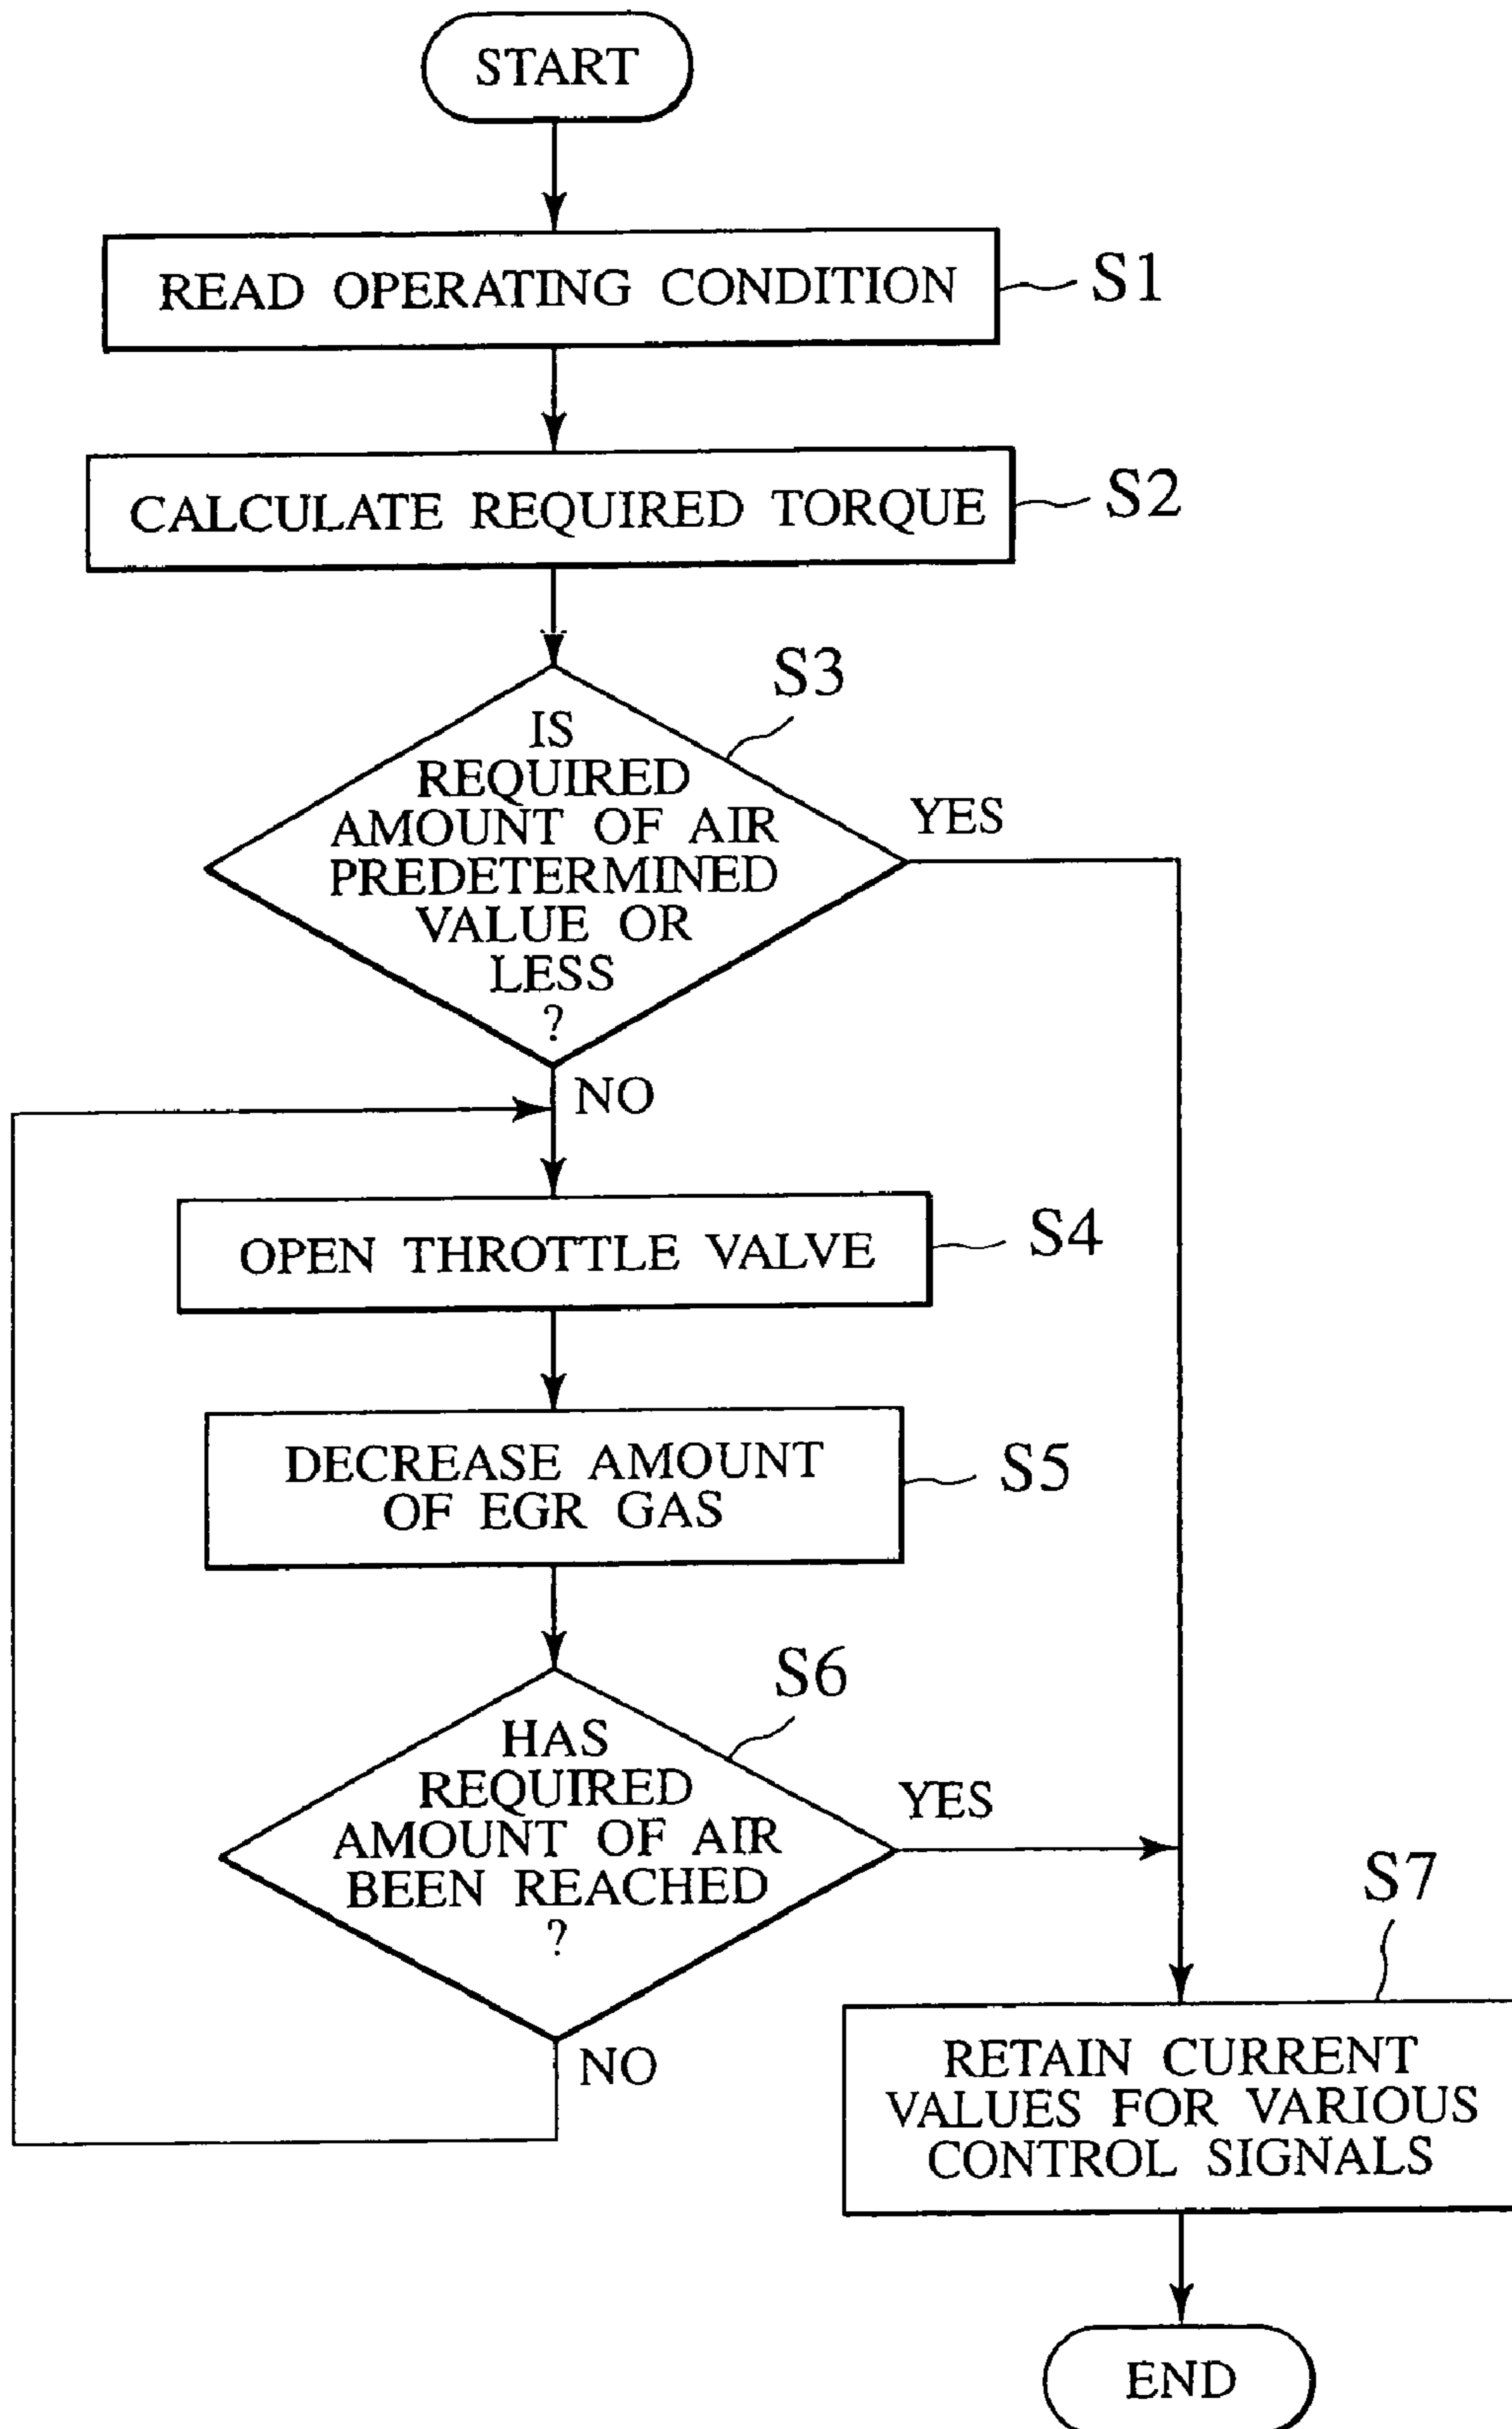 START
READ OPERATING CONDITION
S1
CALCULATE REQUIRED TORQUE
S2
S3
IS
REQUIRED
AMOUNT OF AIR
PREDETERMINED
VALUE OR
LESS
?
YES
NO
OPEN THROTTLE VALVE
S4
DECREASE AMOUNT
OF EGR GAS
S5
S6
HAS
REQUIRED
AMOUNT OF AIR
BEEN REACHED
?
YES
NO
S7
RETAIN CURRENT
VALUES FOR VARIOUS
CONTROL SIGNALS
END